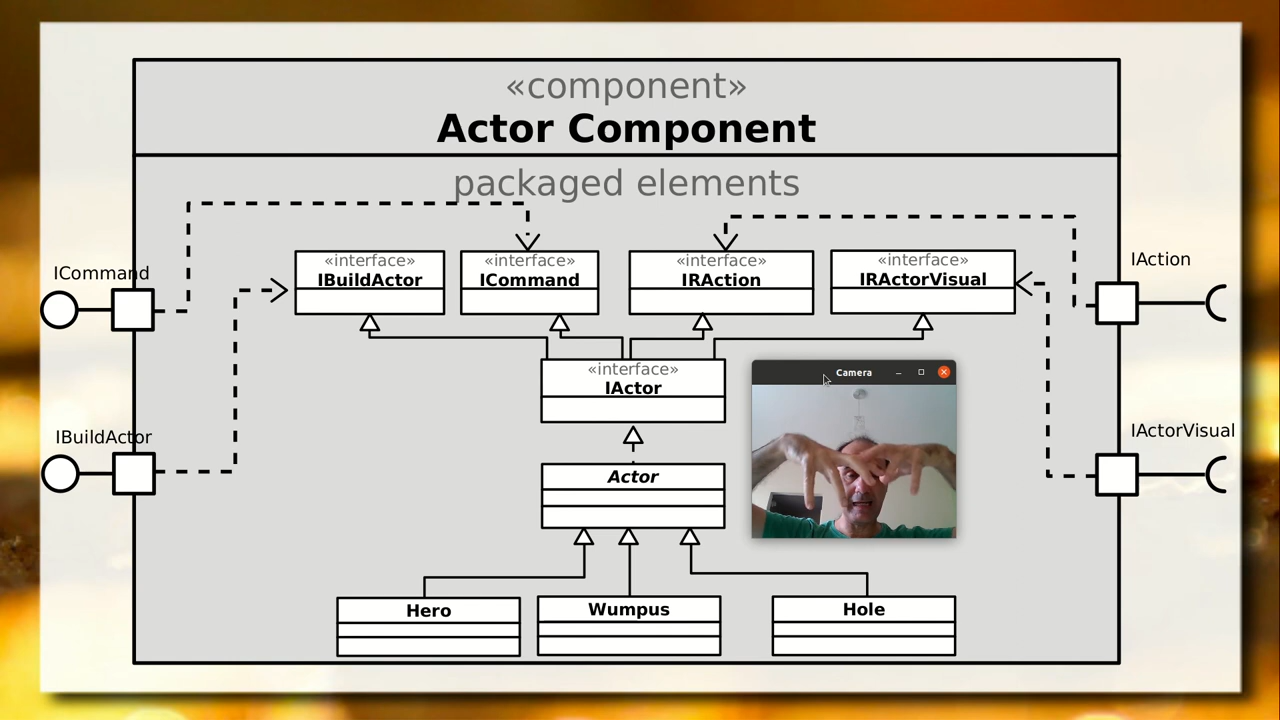 «component»
Actor Component
packaged elements
ICommand
IBuildActor
«interface»
IBuildActor
«interface»
ICommand
«interface»
IRAction
«interface»
IRActorVisual
IAction
IActorVisual
«interface»
IActor
Camera
Actor
Hero
Wumpus
Hole